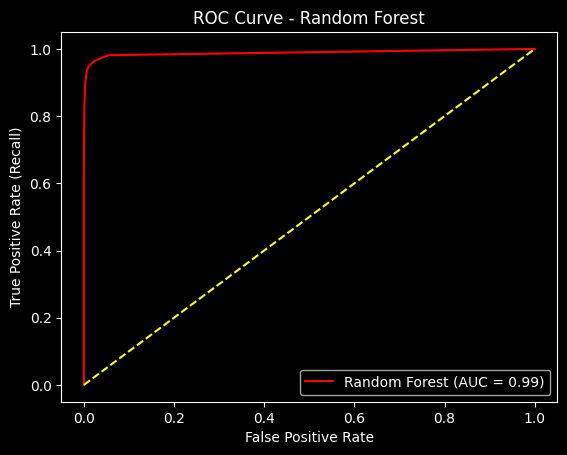 ROC Curve - Random Forest
True Positive Rate (Recall)
1.0
0.8
0.6
0.4
0.2
0.0
Random Forest (AUC = 0.99)
0.0 0.2 0.4 0.6 0.8 1.0
False Positive Rate